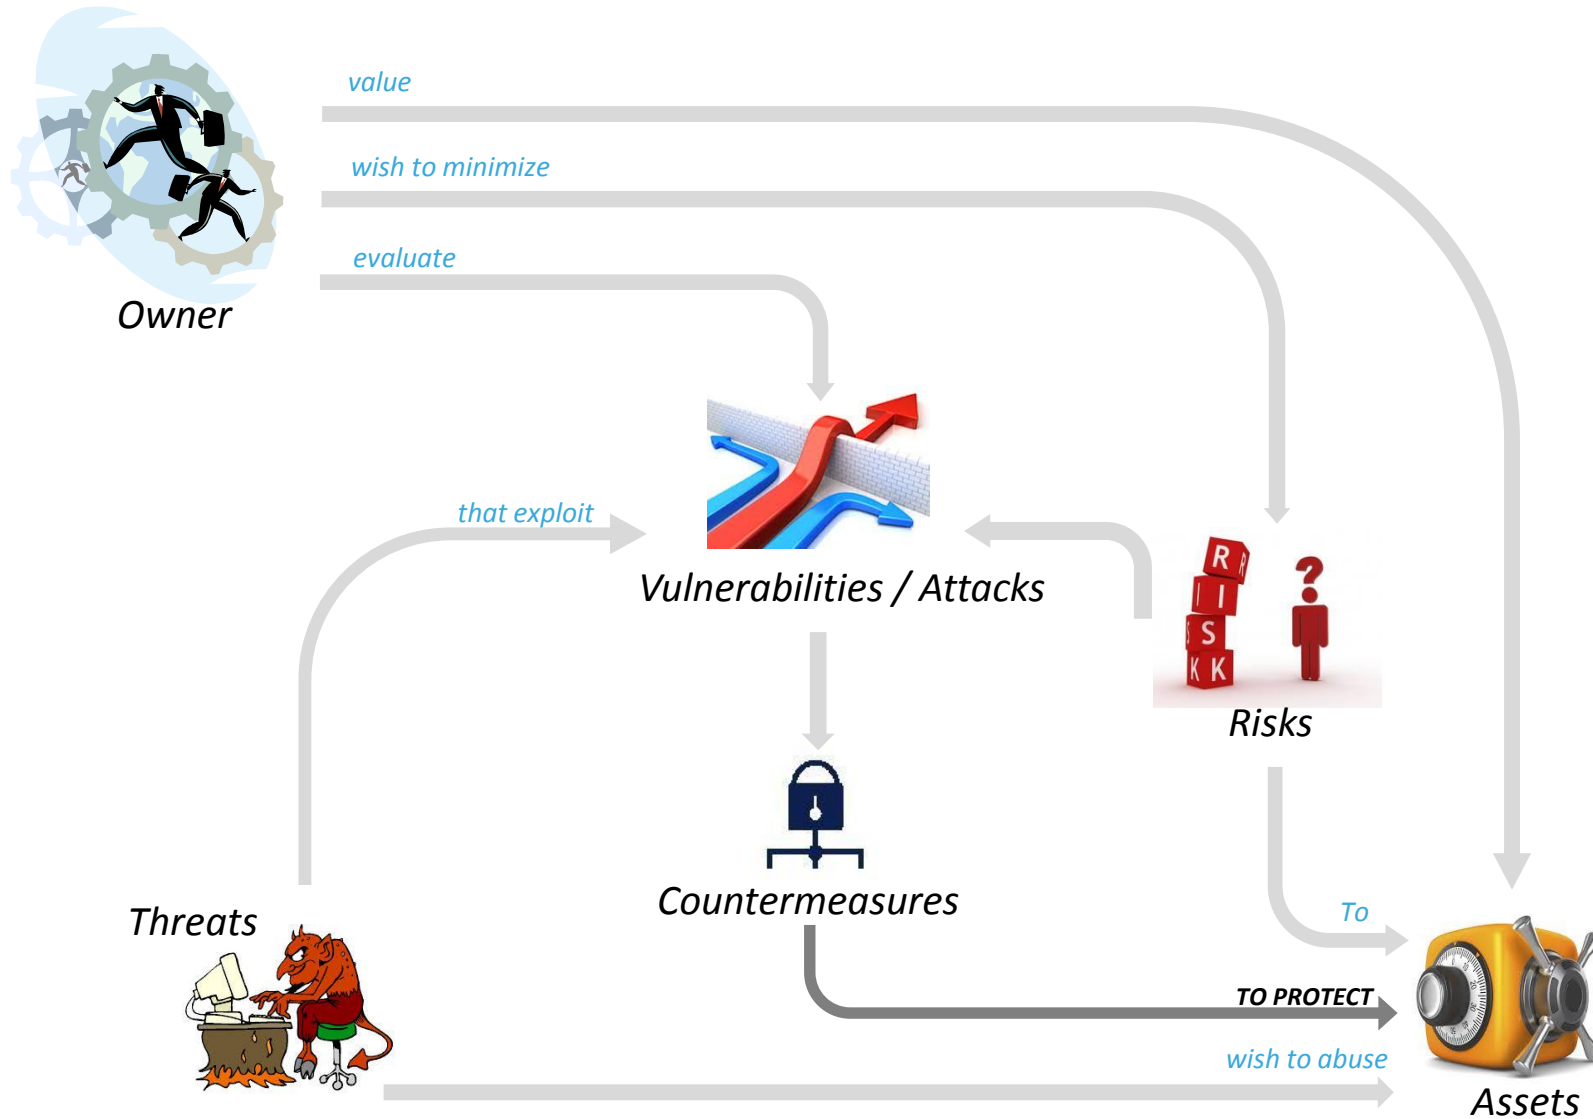 value
wish to minimize
evaluate
Owner
that exploit
Vulnerabilities / Attacks
R R
I I
S S
K K
?
Risks
Countermeasures
Threats
To
TO PROTECT
wish to abuse
Assets